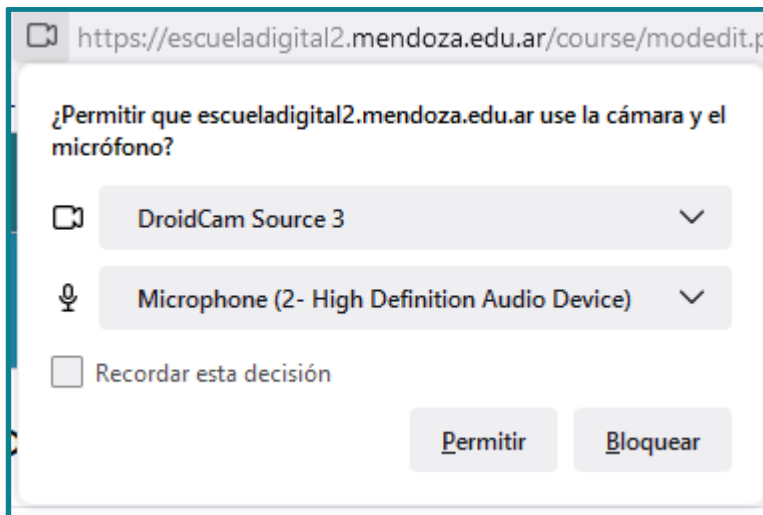 https://escueladigital2.mendoza.edu.ar/course/modedit.p
¿Permitir que escueladigital2.mendoza.edu.ar use la cámara y el
micrófono?
DroidCam Source 3
Microphone (2- High Definition Audio Device)
Recordar esta decisión
Permitir Bloquear